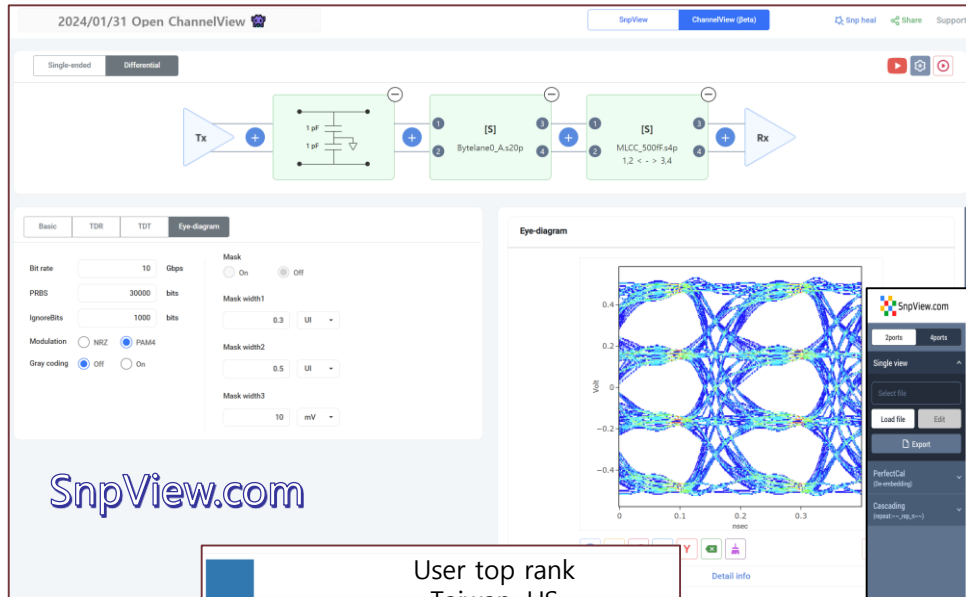 2024/01/31 Open ChannelView
SnpView
ChannelView (βeta)
Snp heal
Share
Support
Single-ended
Differential
Tx
1 pF
1 pF
1
2
[S]
Bytelane0_A.s20p
3
4
1
2
[S]
MLCC_500fF.s4p
1,2 < - > 3,4
3
4
Rx
Basic
TDR
TDT
Eye-diagram
Bit rate
10
Gbps
PRBS
30000
bits
IgnoreBits
1000
bits
Modulation
NRZ
PAM4
Gray coding
Off
On
Mask
On
Off
Mask width1
0.3
UI
Mask width2
0.5
UI
Mask width3
10
mV
Eye-diagram
Volt
0.4
0.2
0
−0.2
−0.4
0
0.1
0.2
0.3
nsec
Y
Detail info
SnpView.com
2ports
4ports
Single view
Select file
Load file
Edit
Export
PerfectCal
(De-embedding)
Cascading
(repeat:~~_rep_n~~)
SnpView.com
User top rank
Taiwan, US